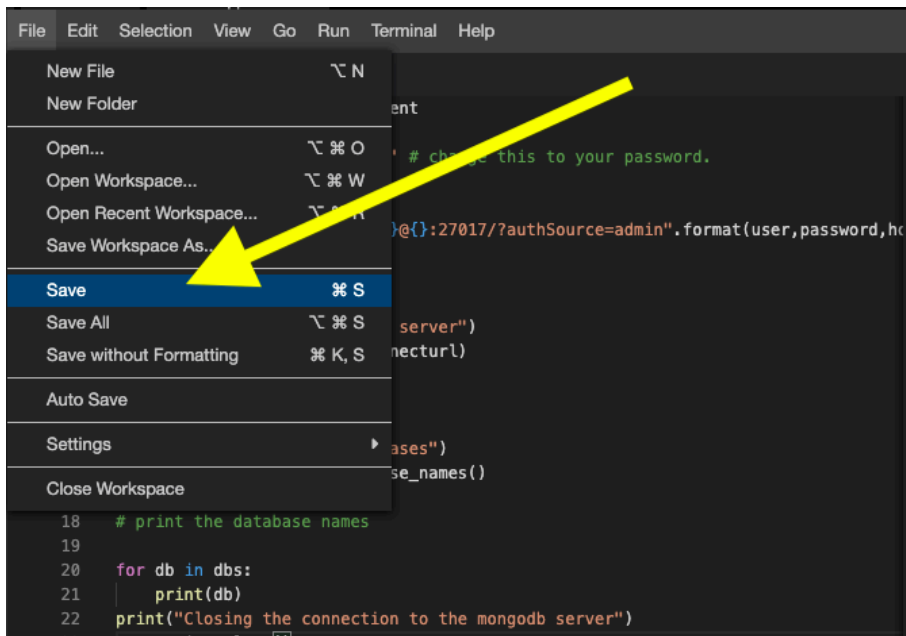 File Edit Selection View Go Run Terminal Help
New File ⌥ N
New Folder
ent
Open... ⌥ ⌘ O
' # change this to your password.
Open Workspace... ⌥ ⌘ W
Open Recent Workspace... ⌥ ⌘ R
}@{}:27017/?authSource=admin".format(user,password,ho
Save Workspace As...
Save ⌘ S
Save All ⌥ ⌘ S
server")
Save without Formatting ⌘ K, S
necturl)
Auto Save
Settings
ases")
se_names()
Close Workspace
18 # print the database names
19
20 for db in dbs:
21 print(db)
22 print("Closing the connection to the mongodb server")